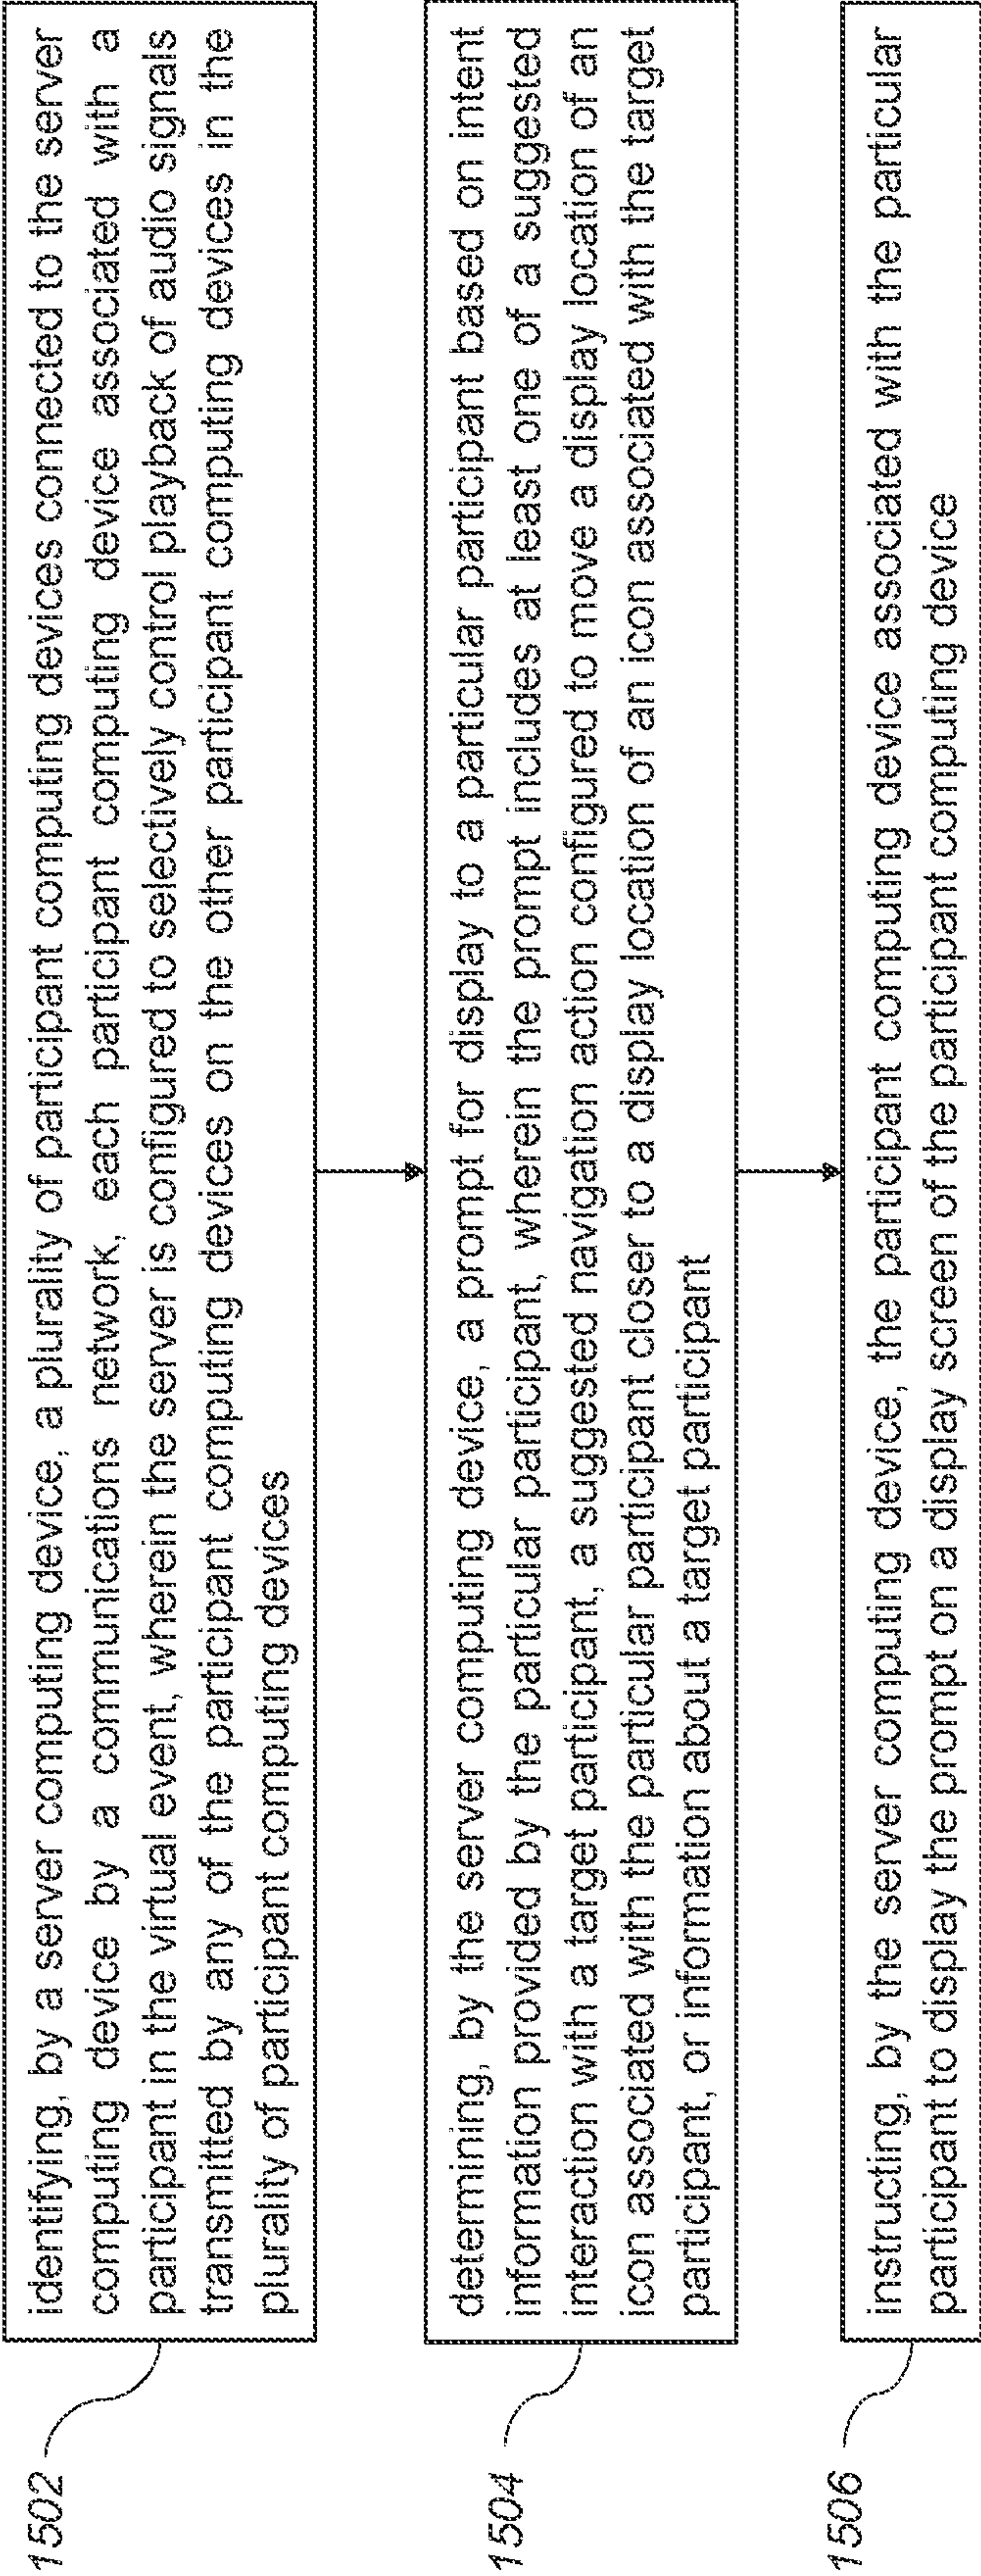 1502
identifying, by a server computing device, a plurality of participant computing devices connected to the server
computing device by a communications network, each participant computing device associated with a
participant in the virtual event, wherein the server is configured to selectively control playback of audio signals
transmitted by any of the participant computing devices on the other participant computing devices in the
plurality of participant computing devices
1504
determining, by the server computing device, a prompt for display to a particular participant based on intent
information provided by the particular participant, wherein the prompt includes at least one of a suggested
interaction with a target participant, a suggested navigation action configured to move a display location of an
icon associated with the particular participant closer to a display location of an icon associated with the target
participant, or information about a target participant
1506
instructing, by the server computing device, the participant computing device associated with the particular
participant to display the prompt on a display screen of the participant computing device